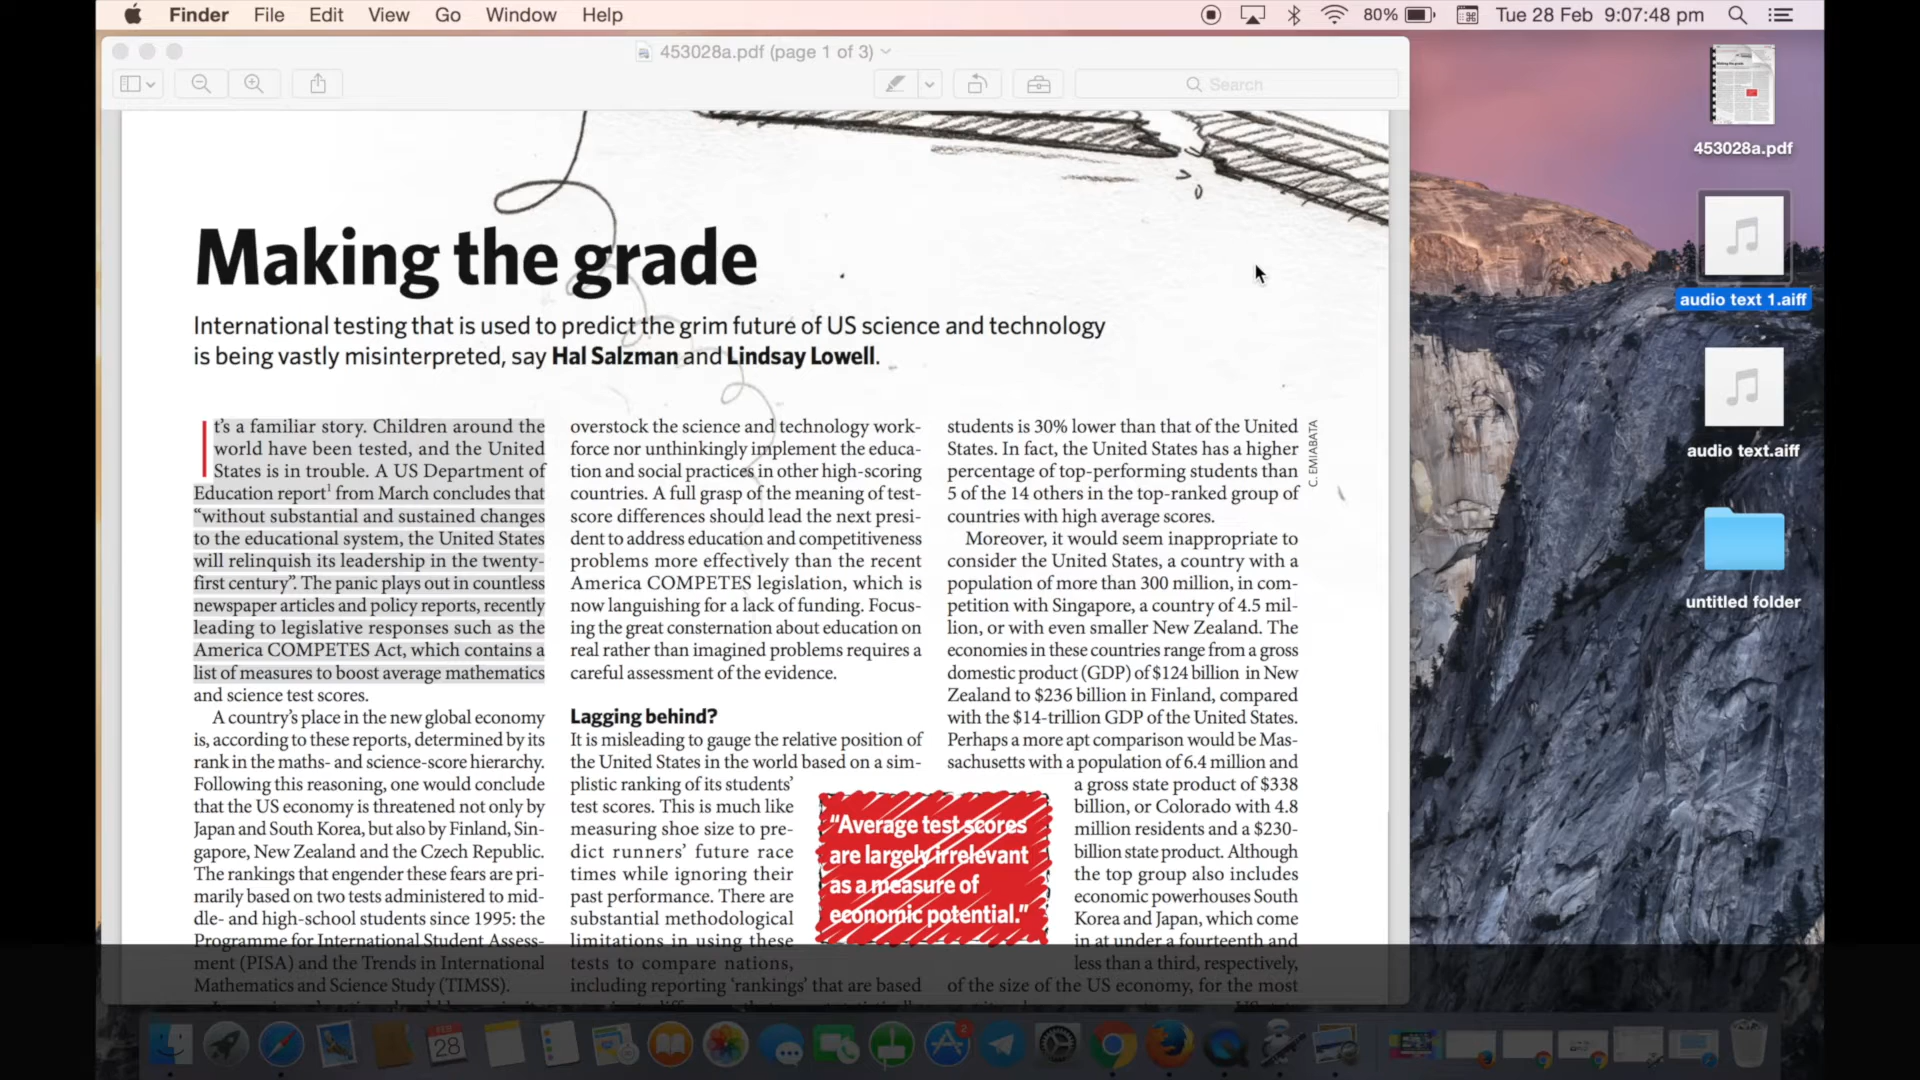 Finder File Edit View Go Window Help 80% Tue 28 Feb 9:07:48 pm
453028a.pdf (page 1 of 3)
Search
Making the grade
International testing that is used to predict the grim future of US science and technology
is being vastly misinterpreted, say Hal Salzman and Lindsay Lowell.
It’s a familiar story. Children around the
world have been tested, and the United
States is in trouble. A US Department of
Education report1 from March concludes that
“without substantial and sustained changes
to the educational system, the United States
will relinquish its leadership in the twenty-
first century”. The panic plays out in countless
newspaper articles and policy reports, recently
leading to legislative responses such as the
America COMPETES Act, which contains a
list of measures to boost average mathematics
and science test scores.
A country’s place in the new global economy
is, according to these reports, determined by its
rank in the maths- and science-score hierarchy.
Following this reasoning, one would conclude
that the US economy is threatened not only by
Japan and South Korea, but also by Finland, Sin-
gapore, New Zealand and the Czech Republic.
The rankings that engender these fears are pri-
marily based on two tests administered to mid-
dle- and high-school students since 1995: the
Programme for International Student Assess-
ment (PISA) and the Trends in International
Mathematics and Science Study (TIMSS).
overstock the science and technology work-
force nor unthinkingly implement the educa-
tion and social practices in other high-scoring
countries. A full grasp of the meaning of test-
score differences should lead the next presi-
dent to address education and competitiveness
problems more effectively than the recent
America COMPETES legislation, which is
now languishing for a lack of funding. Focus-
ing the great consternation about education on
real rather than imagined problems requires a
careful assessment of the evidence.
Lagging behind?
It is misleading to gauge the relative position of
the United States in the world based on a sim-
plistic ranking of its students’
test scores. This is much like
measuring shoe size to pre-
dict runners’ future race
times while ignoring their
past performance. There are
substantial methodological
limitations in using these
tests to compare nations,
including reporting ‘rankings’ that are based
“Average test scores
are largely irrelevant
as a measure of
economic potential.”
students is 30% lower than that of the United
States. In fact, the United States has a higher
percentage of top-performing students than
5 of the 14 others in the top-ranked group of
countries with high average scores.
Moreover, it would seem inappropriate to
consider the United States, a country with a
population of more than 300 million, in com-
petition with Singapore, a country of 4.5 mil-
lion, or with even smaller New Zealand. The
economies in these countries range from a gross
domestic product (GDP) of $124 billion in New
Zealand to $236 billion in Finland, compared
with the $14-trillion GDP of the United States.
Perhaps a more apt comparison would be Mas-
sachusetts with a population of 6.4 million and
a gross state product of $338
billion, or Colorado with 4.8
million residents and a $230-
billion state product. Although
the top group also includes
economic powerhouses South
Korea and Japan, which come
in at under a fourteenth and
less than a third, respectively,
of the size of the US economy, for the most
C. EMIABATA
453028a.pdf
audio text 1.aiff
audio text.aiff
untitled folder
FEB
28
2